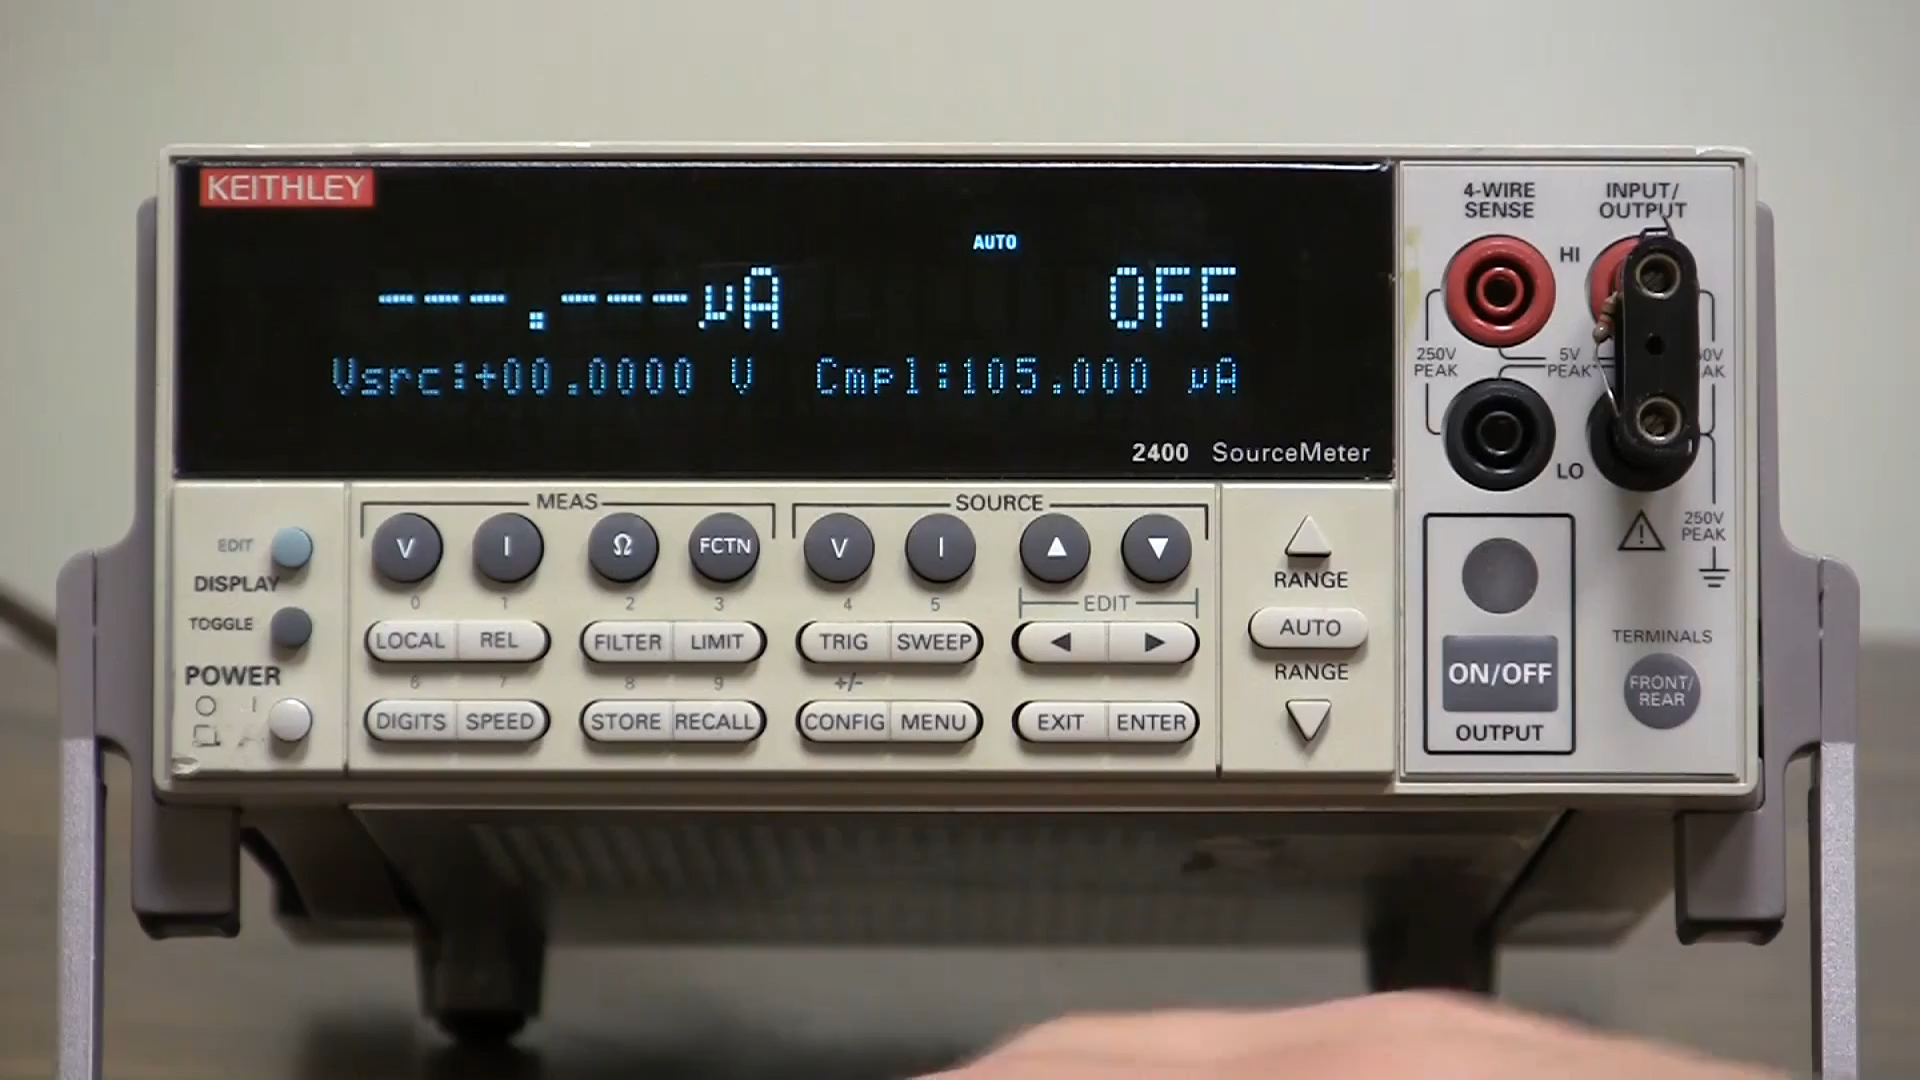 KEITHLEY
AUTO
---.---µA OFF
Vsrc:+00.0000 V Cmpl:105.000 µA
2400 SourceMeter
4-WIRE SENSE
INPUT/ OUTPUT
HI
250V PEAK
5V PEAK
LO
250V PEAK
MEAS
SOURCE
EDIT
V I Ω FCTN V I ▲ ▼
DISPLAY
0 1 2 3 4 5
EDIT
RANGE
TOGGLE
LOCAL REL FILTER LIMIT TRIG SWEEP ◀ ▶
AUTO
RANGE
POWER
6 7 8 9 +/-
DIGITS SPEED STORE RECALL CONFIG MENU EXIT ENTER
ON/OFF
OUTPUT
TERMINALS
FRONT/ REAR